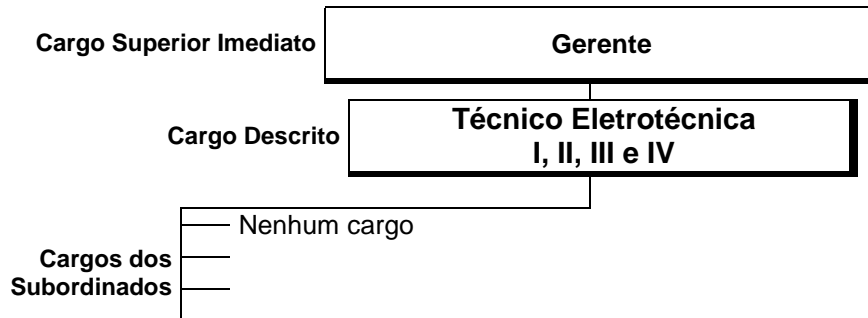 Cargo Superior Imediato
Gerente
Cargo Descrito
Técnico Eletrotécnica
I, II, III e IV
Nenhum cargo
Cargos dos
Subordinados